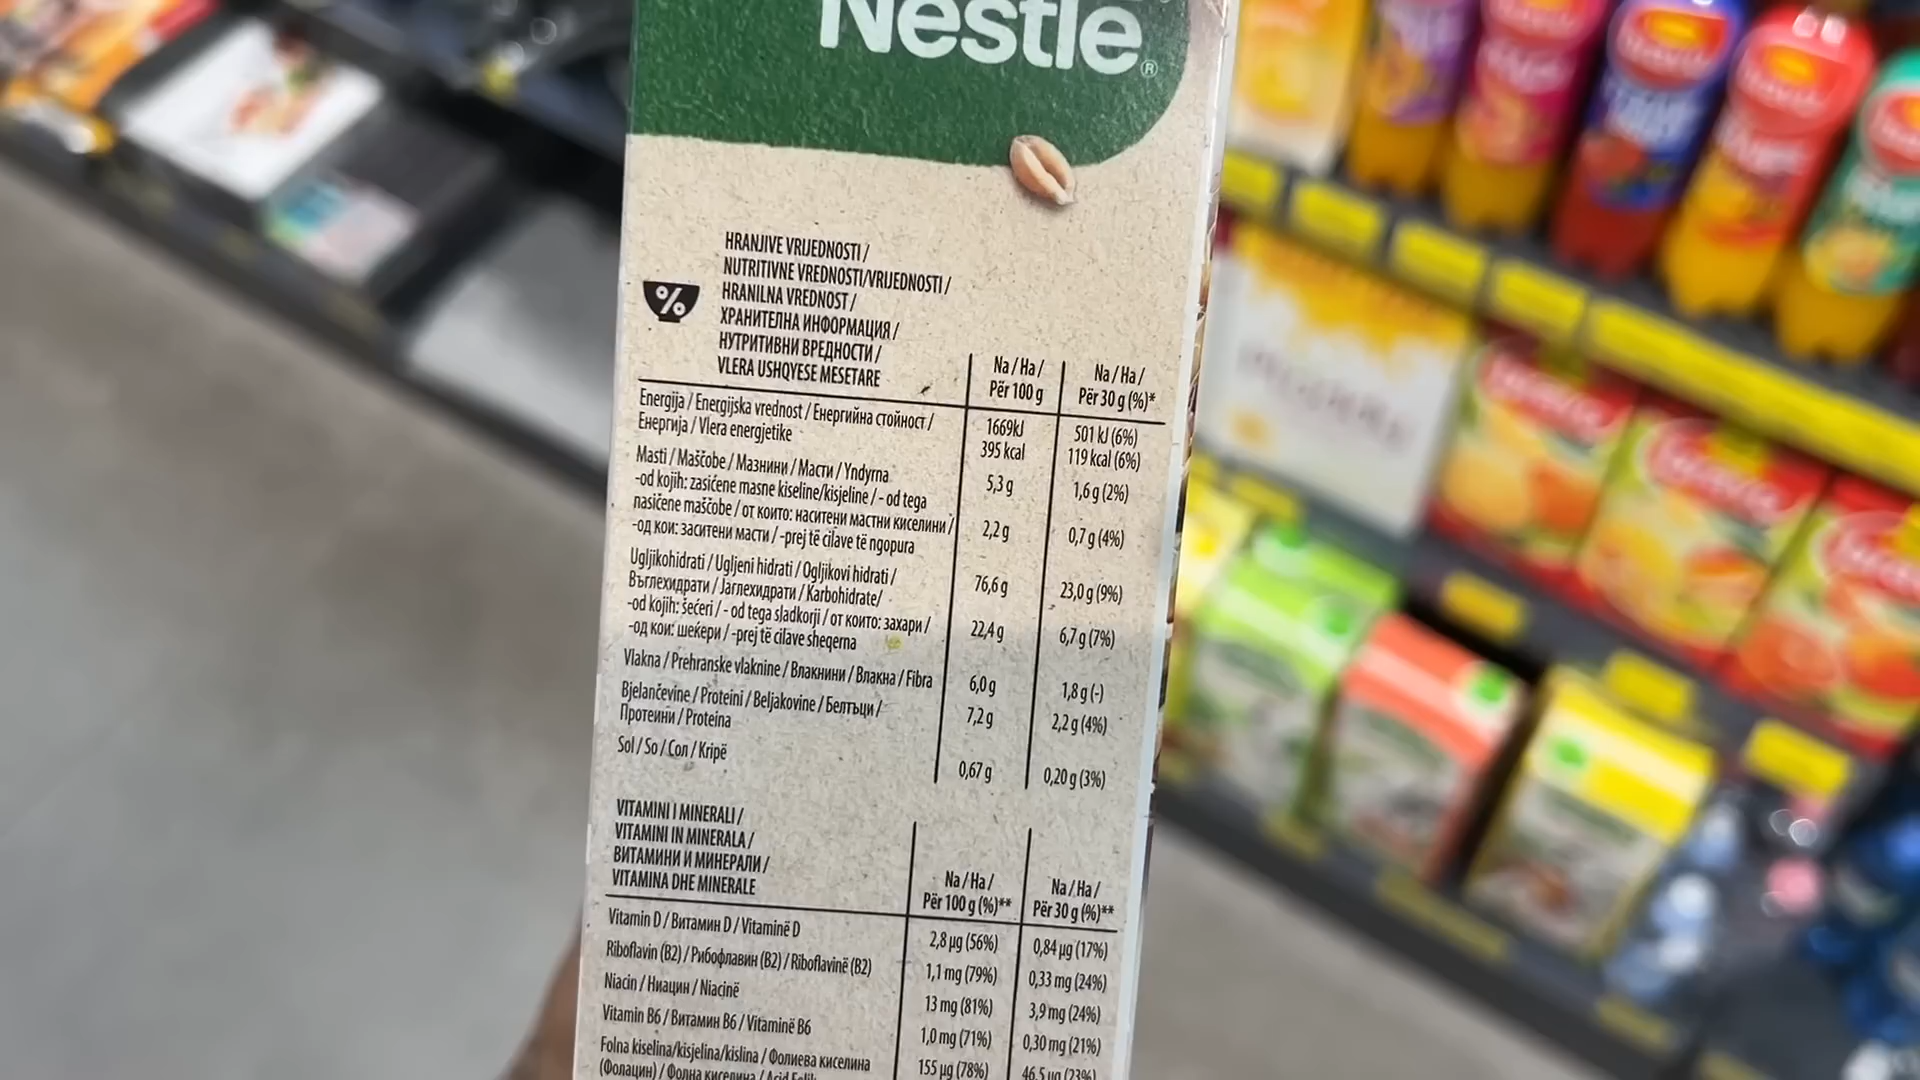 Nestlé®
HRANJIVE VRIJEDNOSTI /
NUTRITIVNE VREDNOSTI/VRIJEDNOSTI /
HRANILNA VREDNOST /
ХРАНИТЕЛНА ИНФОРМАЦИЯ /
НУТРИТИВНИ ВРЕДНОСТИ /
VLERA USHQYESE MESETARE
%
Na / Ha /
Për 100 g
Na / Ha /
Për 30 g (%)*
Energija / Energijska vrednost / Енергийна стойност /
Енергија / Vlera energjetike
1669kJ
395 kcal
501 kJ (6%)
119 kcal (6%)
Masti / Maščobe / Мазнини / Масти / Yndyrna
5,3 g
1,6 g (2%)
-od kojih: zasićene masne kiseline/kisjeline / - od tega
nasičene maščobe / от които: наситени мастни киселини /
-од кои: заситени масти / -prej të cilave të ngopura
2,2 g
0,7 g (4%)
Ugljikohidrati / Ugljeni hidrati / Ogljikovi hidrati /
Въглехидрати / Јаглехидрати / Karbohidrate/
76,6 g
23,0 g (9%)
-od kojih: šećeri / - od tega sladkorji / от които: захари /
-од кои: шеќери / -prej të cilave sheqerna
22,4 g
6,7 g (7%)
Vlakna / Prehranske vlaknine / Влакнини / Влакна / Fibra
6,0 g
1,8 g (-)
Bjelančevine / Proteini / Beljakovine / Белтъци /
Протеини / Proteina
7,2 g
2,2 g (4%)
Sol / So / Сол / Kripë
0,67 g
0,20 g (3%)
VITAMINI I MINERALI /
VITAMINI IN MINERALA /
ВИТАМИНИ И МИНЕРАЛИ /
VITAMINA DHE MINERALE
Na / Ha /
Për 100 g (%)**
Na / Ha /
Për 30 g (%)**
Vitamin D / Витамин D / Vitaminë D
2,8 µg (56%)
0,84 µg (17%)
Riboflavin (B2) / Рибофлавин (B2) / Riboflavinë (B2)
1,1 mg (79%)
0,33 mg (24%)
Niacin / Ниацин / Niacinë
13 mg (81%)
3,9 mg (24%)
Vitamin B6 / Витамин B6 / Vitaminë B6
1,0 mg (71%)
0,30 mg (21%)
Folna kiselina/kisjelina/kislina / Фолиева киселина
(Фолацин) / Фолна киселина / Acid Folik
155 µg (78%)
46,5 µg (23%)